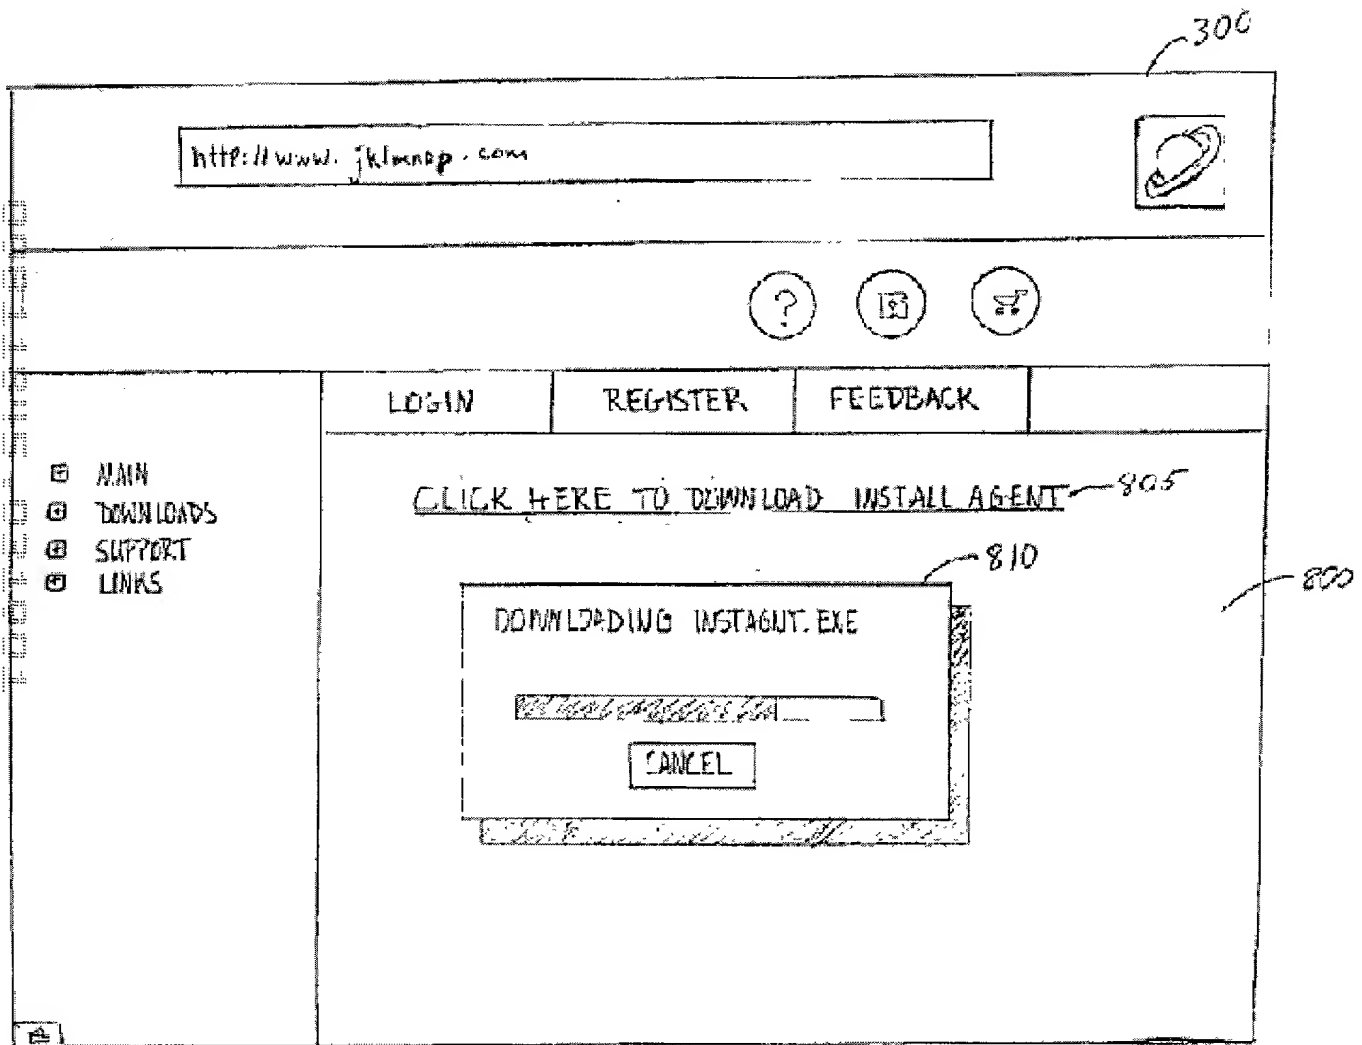 300
http://www.jklmnop.com
?
LOGIN REGISTER FEEDBACK
MAIN
DOWNLOADS
SUPPORT
LINKS
CLICK HERE TO DOWNLOAD INSTALL AGENT
805
810
800
DOWNLOADING INSTAGNT.EXE
CANCEL